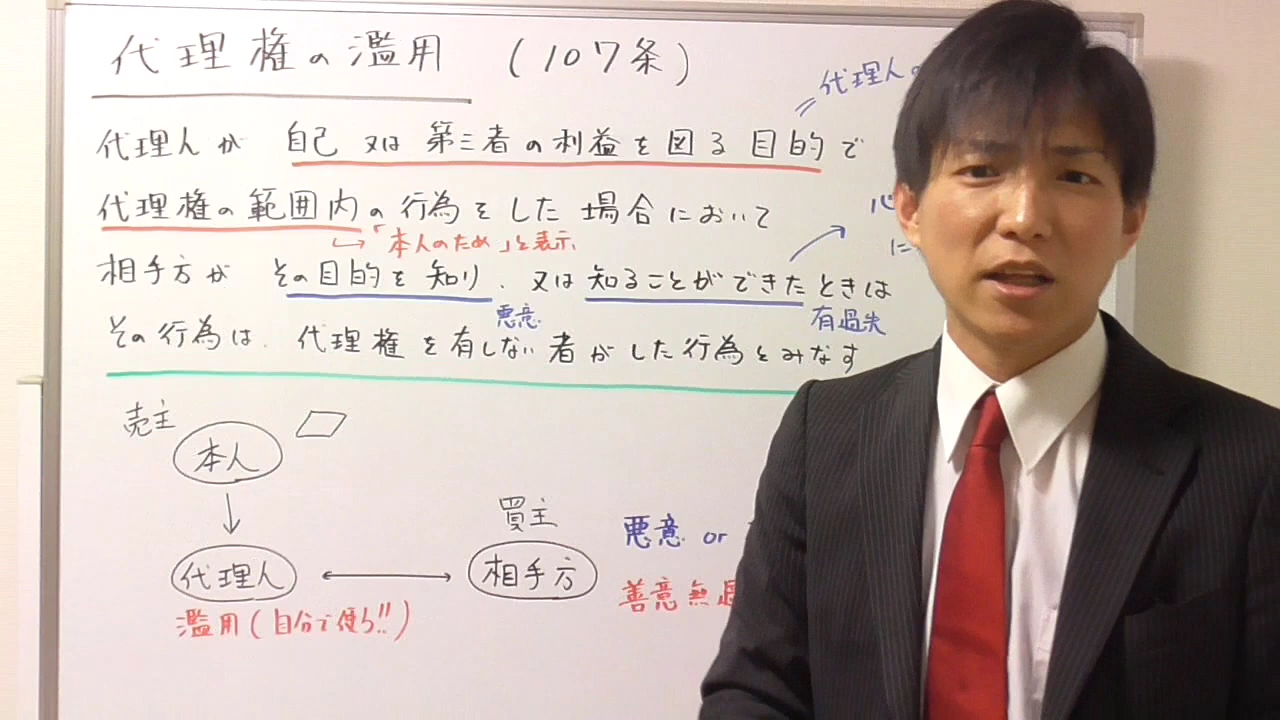 代理権の濫用 (107条)
代理人の
代理人が 自己又は第三者の利益を図る目的で
代理権の範囲内の行為をした場合において
心
「本人のため」と表示
に
相手方が その目的を知り、又は知ることができたときは
悪意 有過失
その行為は、代理権を有しない者がした行為とみなす
売主
本人
買主
代理人 相手方
悪意 or
濫用(自分で使う!!)
善意無過